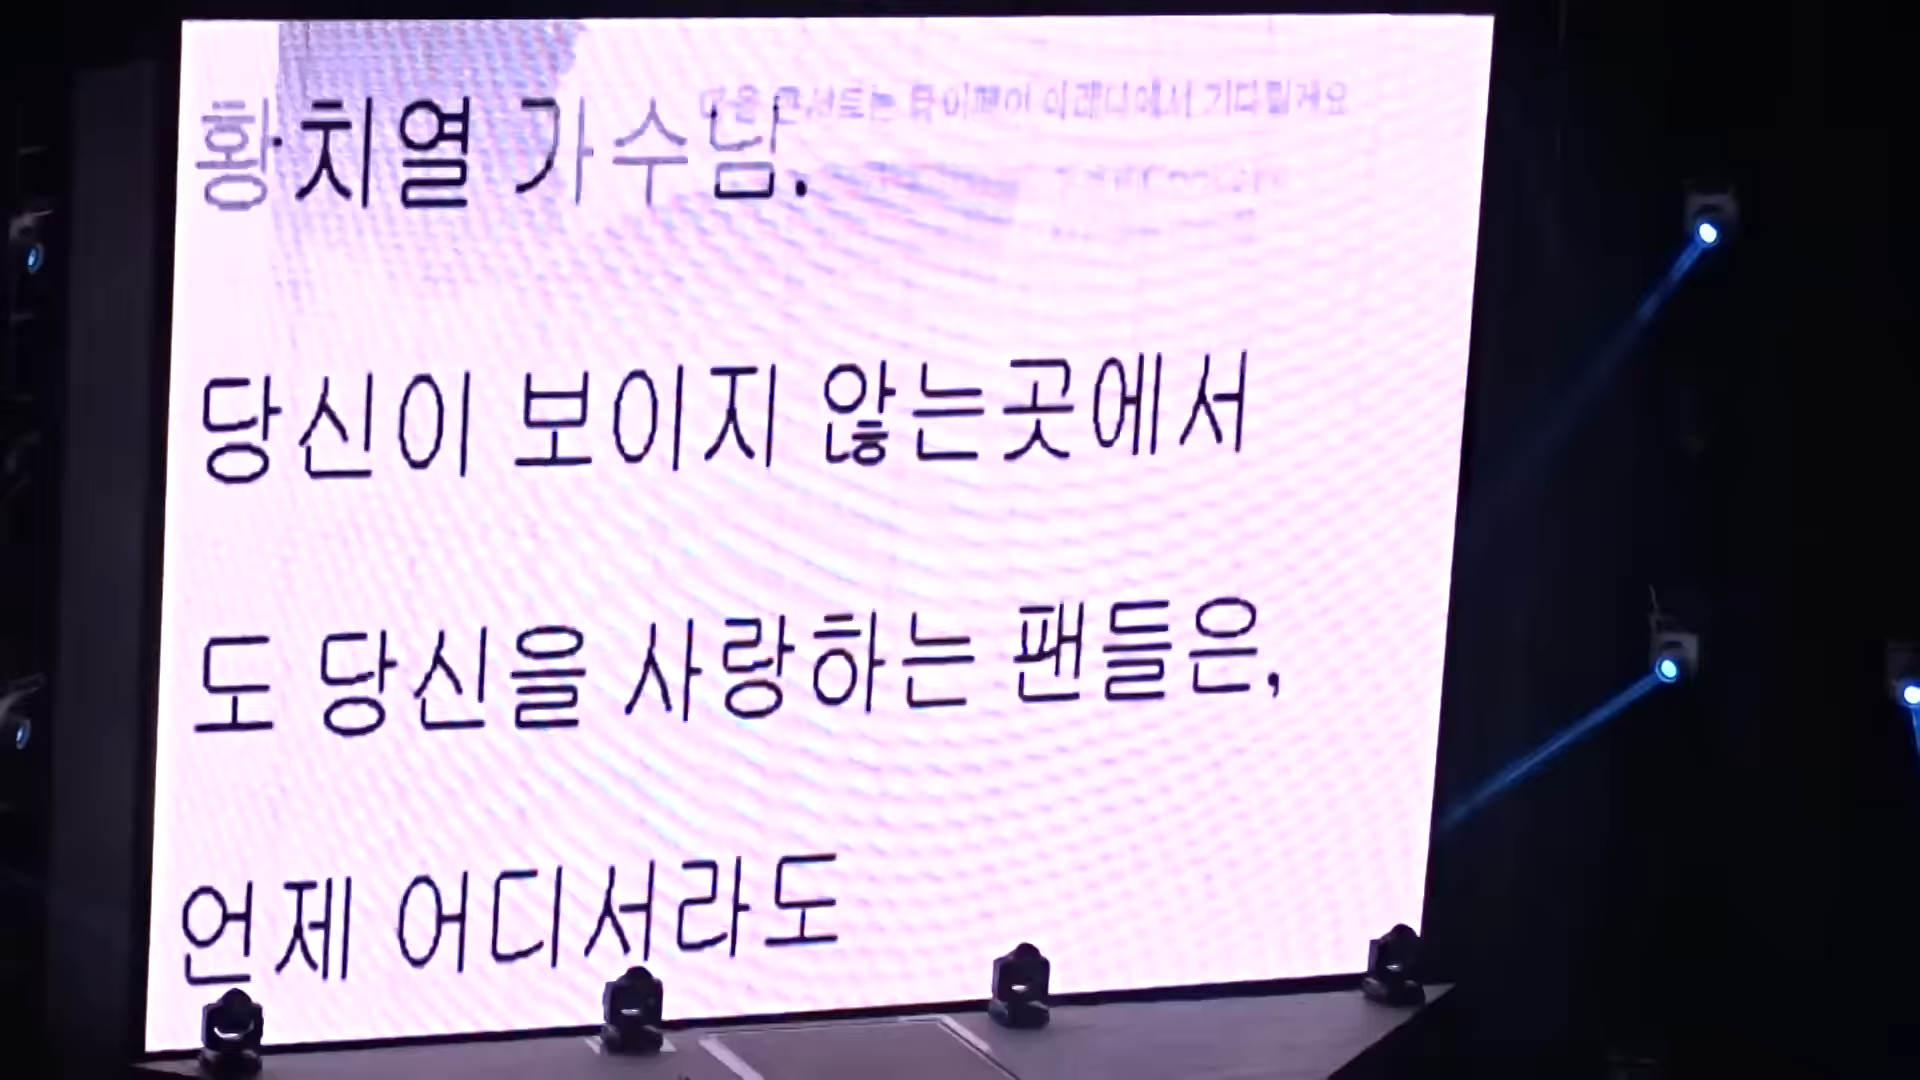 황치열 가수님.
당신이 보이지 않는곳에서
도 당신을 사랑하는 팬들은,
언제 어디서라도